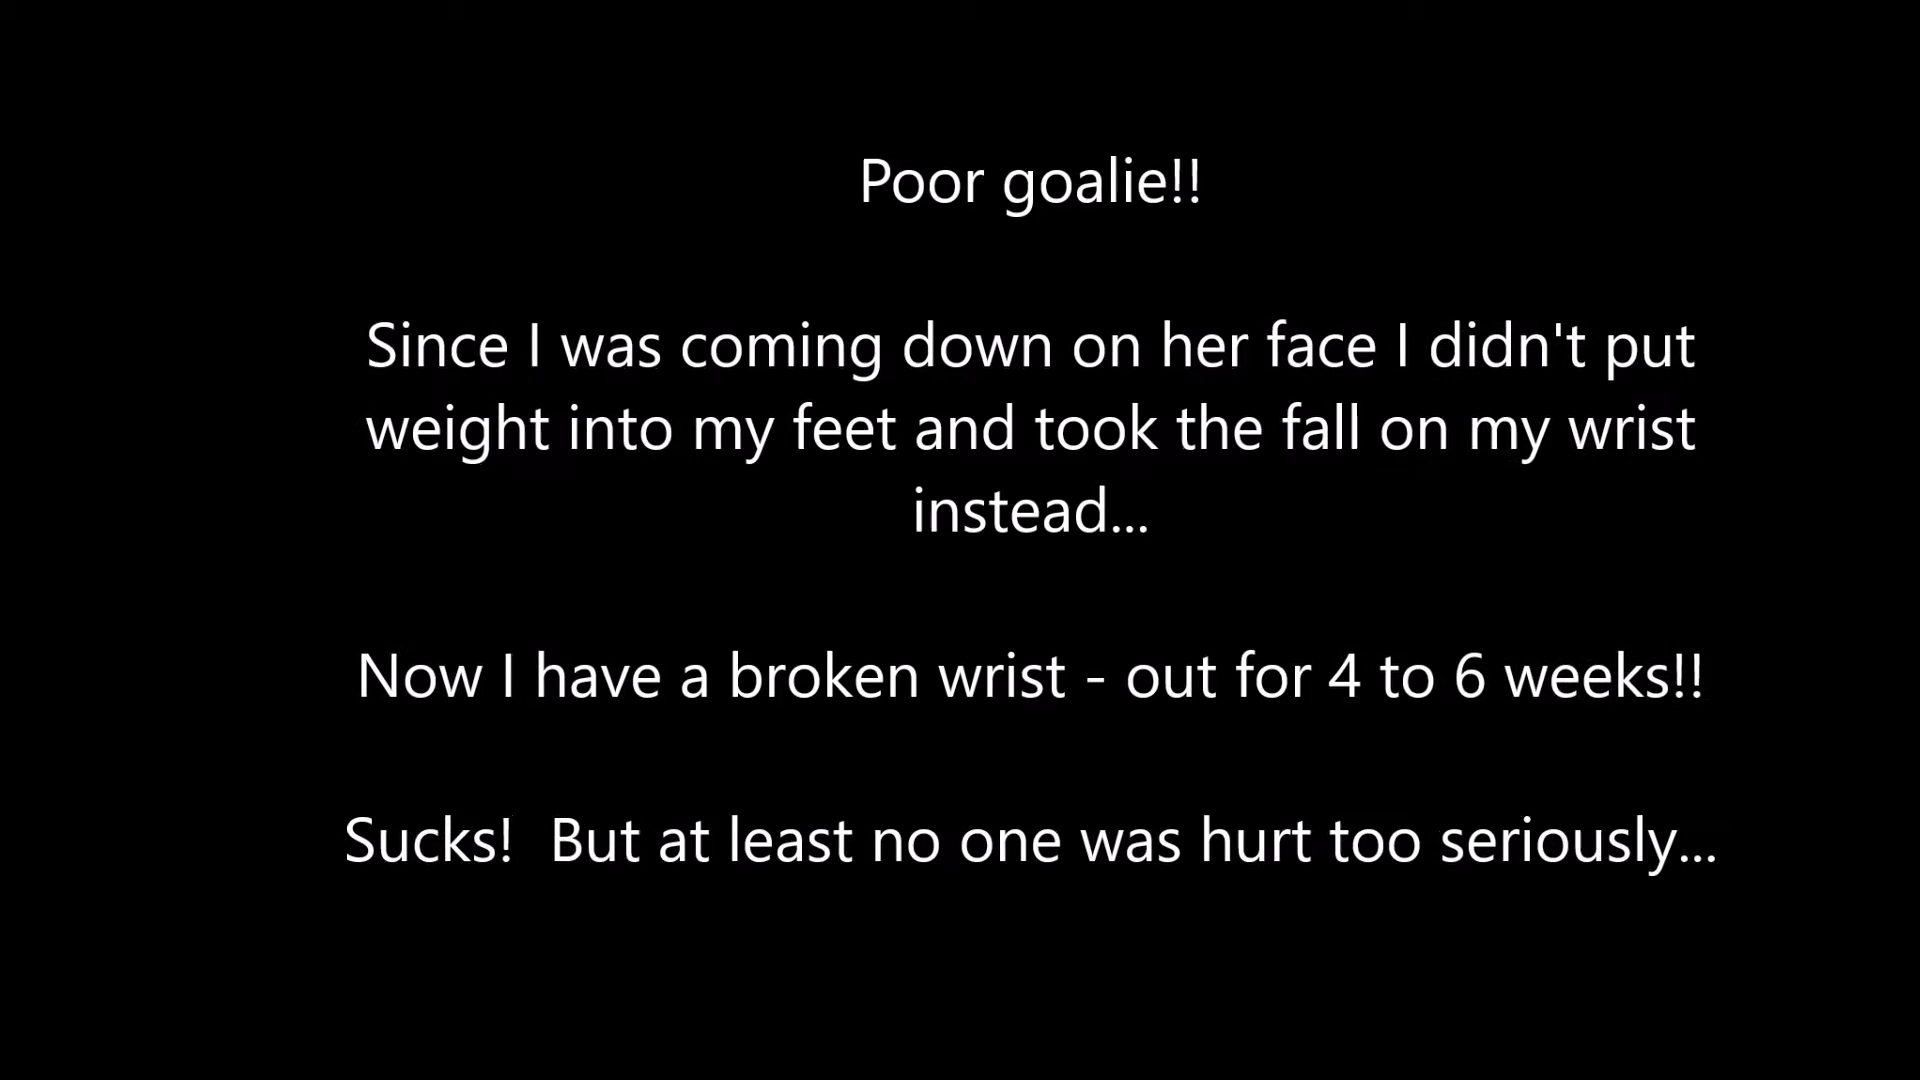 Poor goalie!!
Since I was coming down on her face I didn't put
weight into my feet and took the fall on my wrist
instead...
Now I have a broken wrist - out for 4 to 6 weeks!!
Sucks!  But at least no one was hurt too seriously...